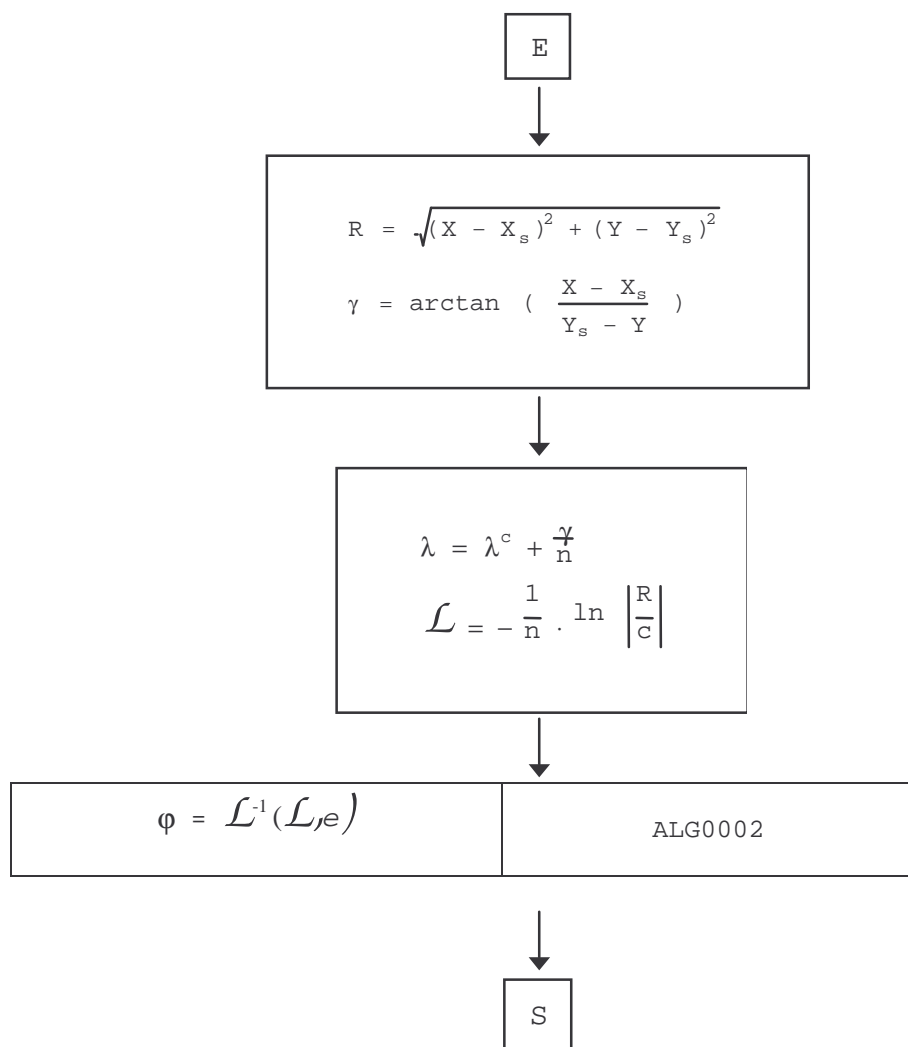 E
R = √(X – Xₛ)² + (Y – Yₛ)²
γ = arctan ( X – Xₛ / Yₛ – Y )
λ = λᶜ + γ/n
ℒ = – 1/n . ln |R/c|
φ = ℒ⁻¹(ℒ,e) ALG0002
S